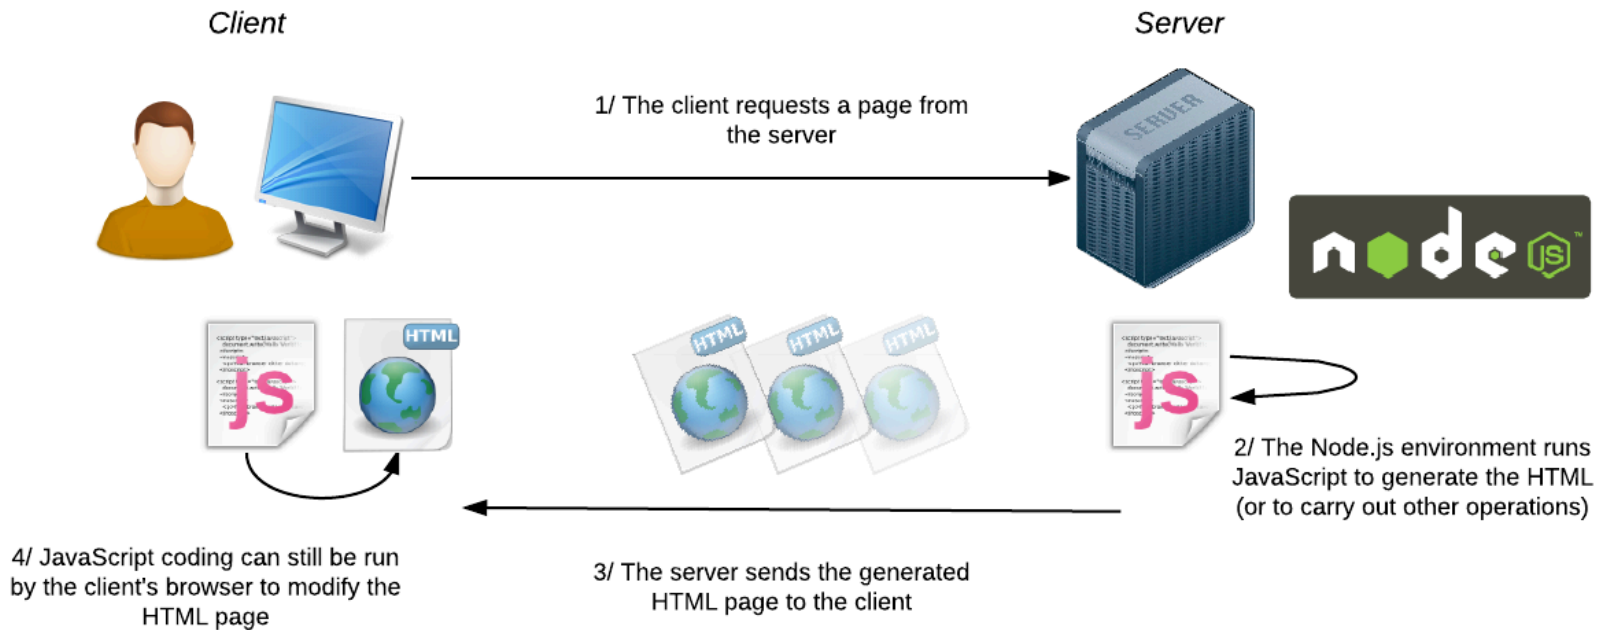 Client
Server
1/ The client requests a page from
the server
SERVER
node
JS
™
HTML
HTML
HTML
HTML
js
js
2/ The Node.js environment runs
JavaScript to generate the HTML
(or to carry out other operations)
4/ JavaScript coding can still be run
by the client's browser to modify the
HTML page
3/ The server sends the generated
HTML page to the client